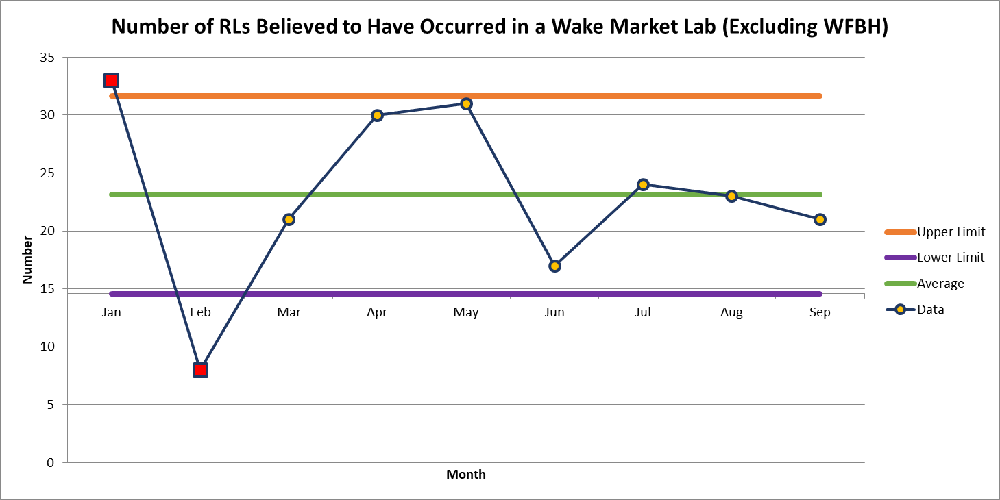 Number of RLs Believed to Have Occurred in a Wake Market Lab (Excluding WFBH)
35
30
25
20
15
10
5
0
Number
Jan Feb Mar Apr May Jun Jul Aug Sep
Month
Upper Limit
Lower Limit
Average
Data